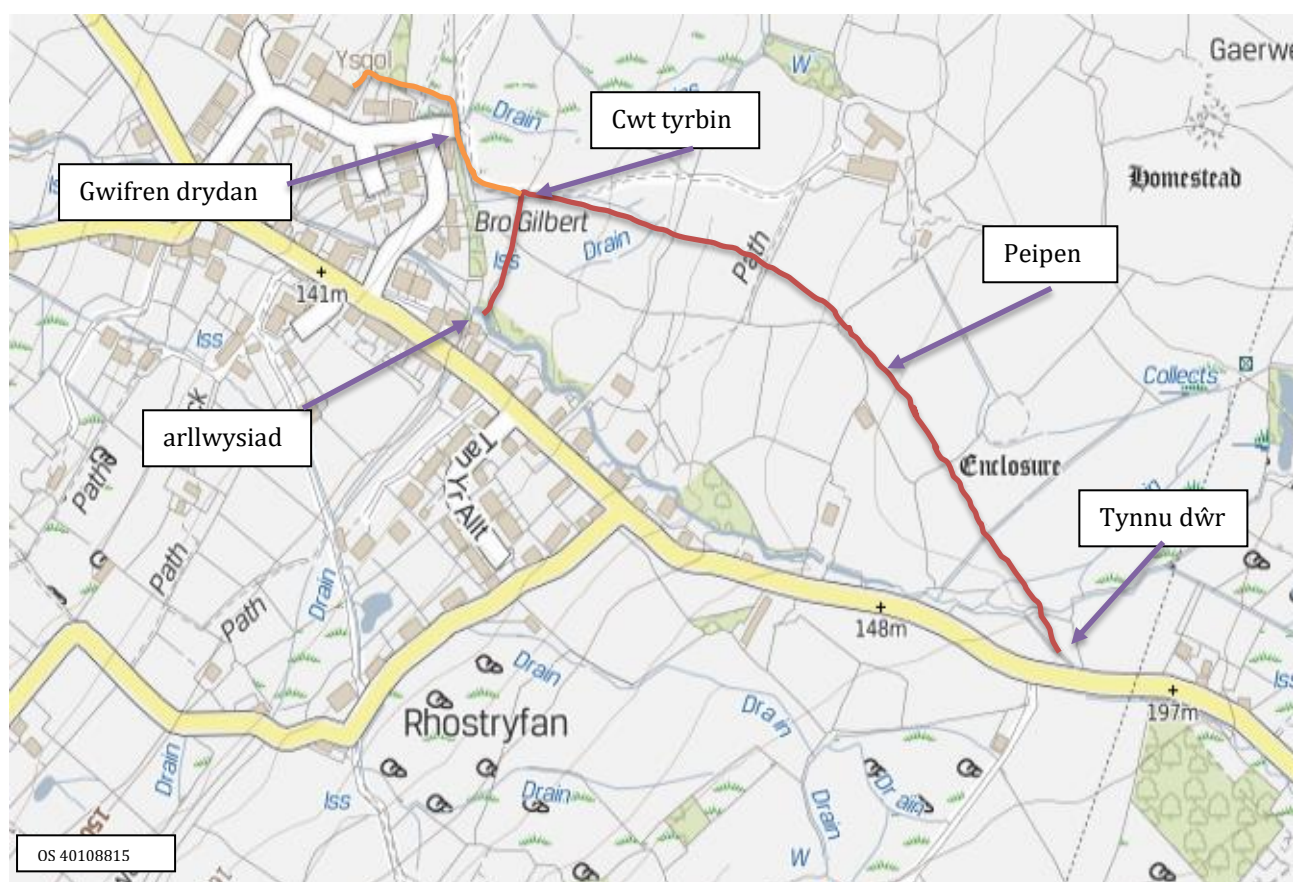 Ysgol
Gaerwe
W
Drain
Cwt tyrbin
Gwifren drydan
Homestead
Bro Gilbert
Drain
Iss
Path
Peipen
141m
Iss
Collects
arllwysiad
Path
Tan Yr Allt
Enclosure
Tynnu dŵr
Path
Drain
Path
148m
Drain
Drain
197m
Iss
Rhostryfan
Drain
Iss
Drain
Drain
Drain
W
OS 40108815